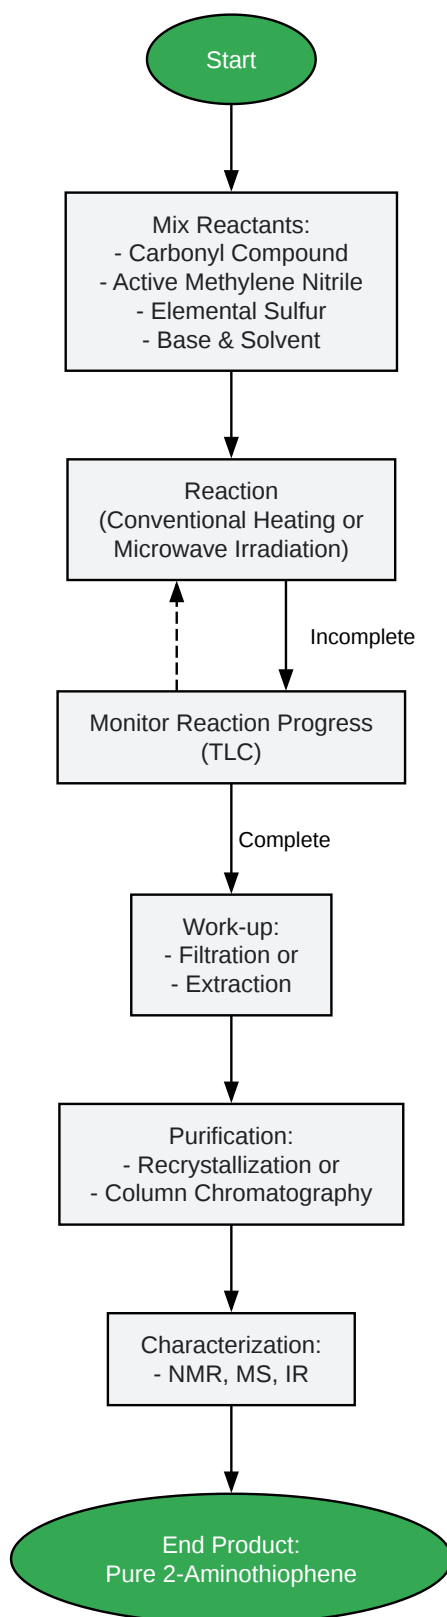 Start
Mix Reactants:
- Carbonyl Compound
- Active Methylene Nitrile
- Elemental Sulfur
- Base & Solvent
Reaction
(Conventional Heating or
Microwave Irradiation)
Incomplete
Monitor Reaction Progress
(TLC)
Complete
Work-up:
- Filtration or
- Extraction
Purification:
- Recrystallization or
- Column Chromatography
Characterization:
- NMR, MS, IR
End Product:
Pure 2-Aminothiophene